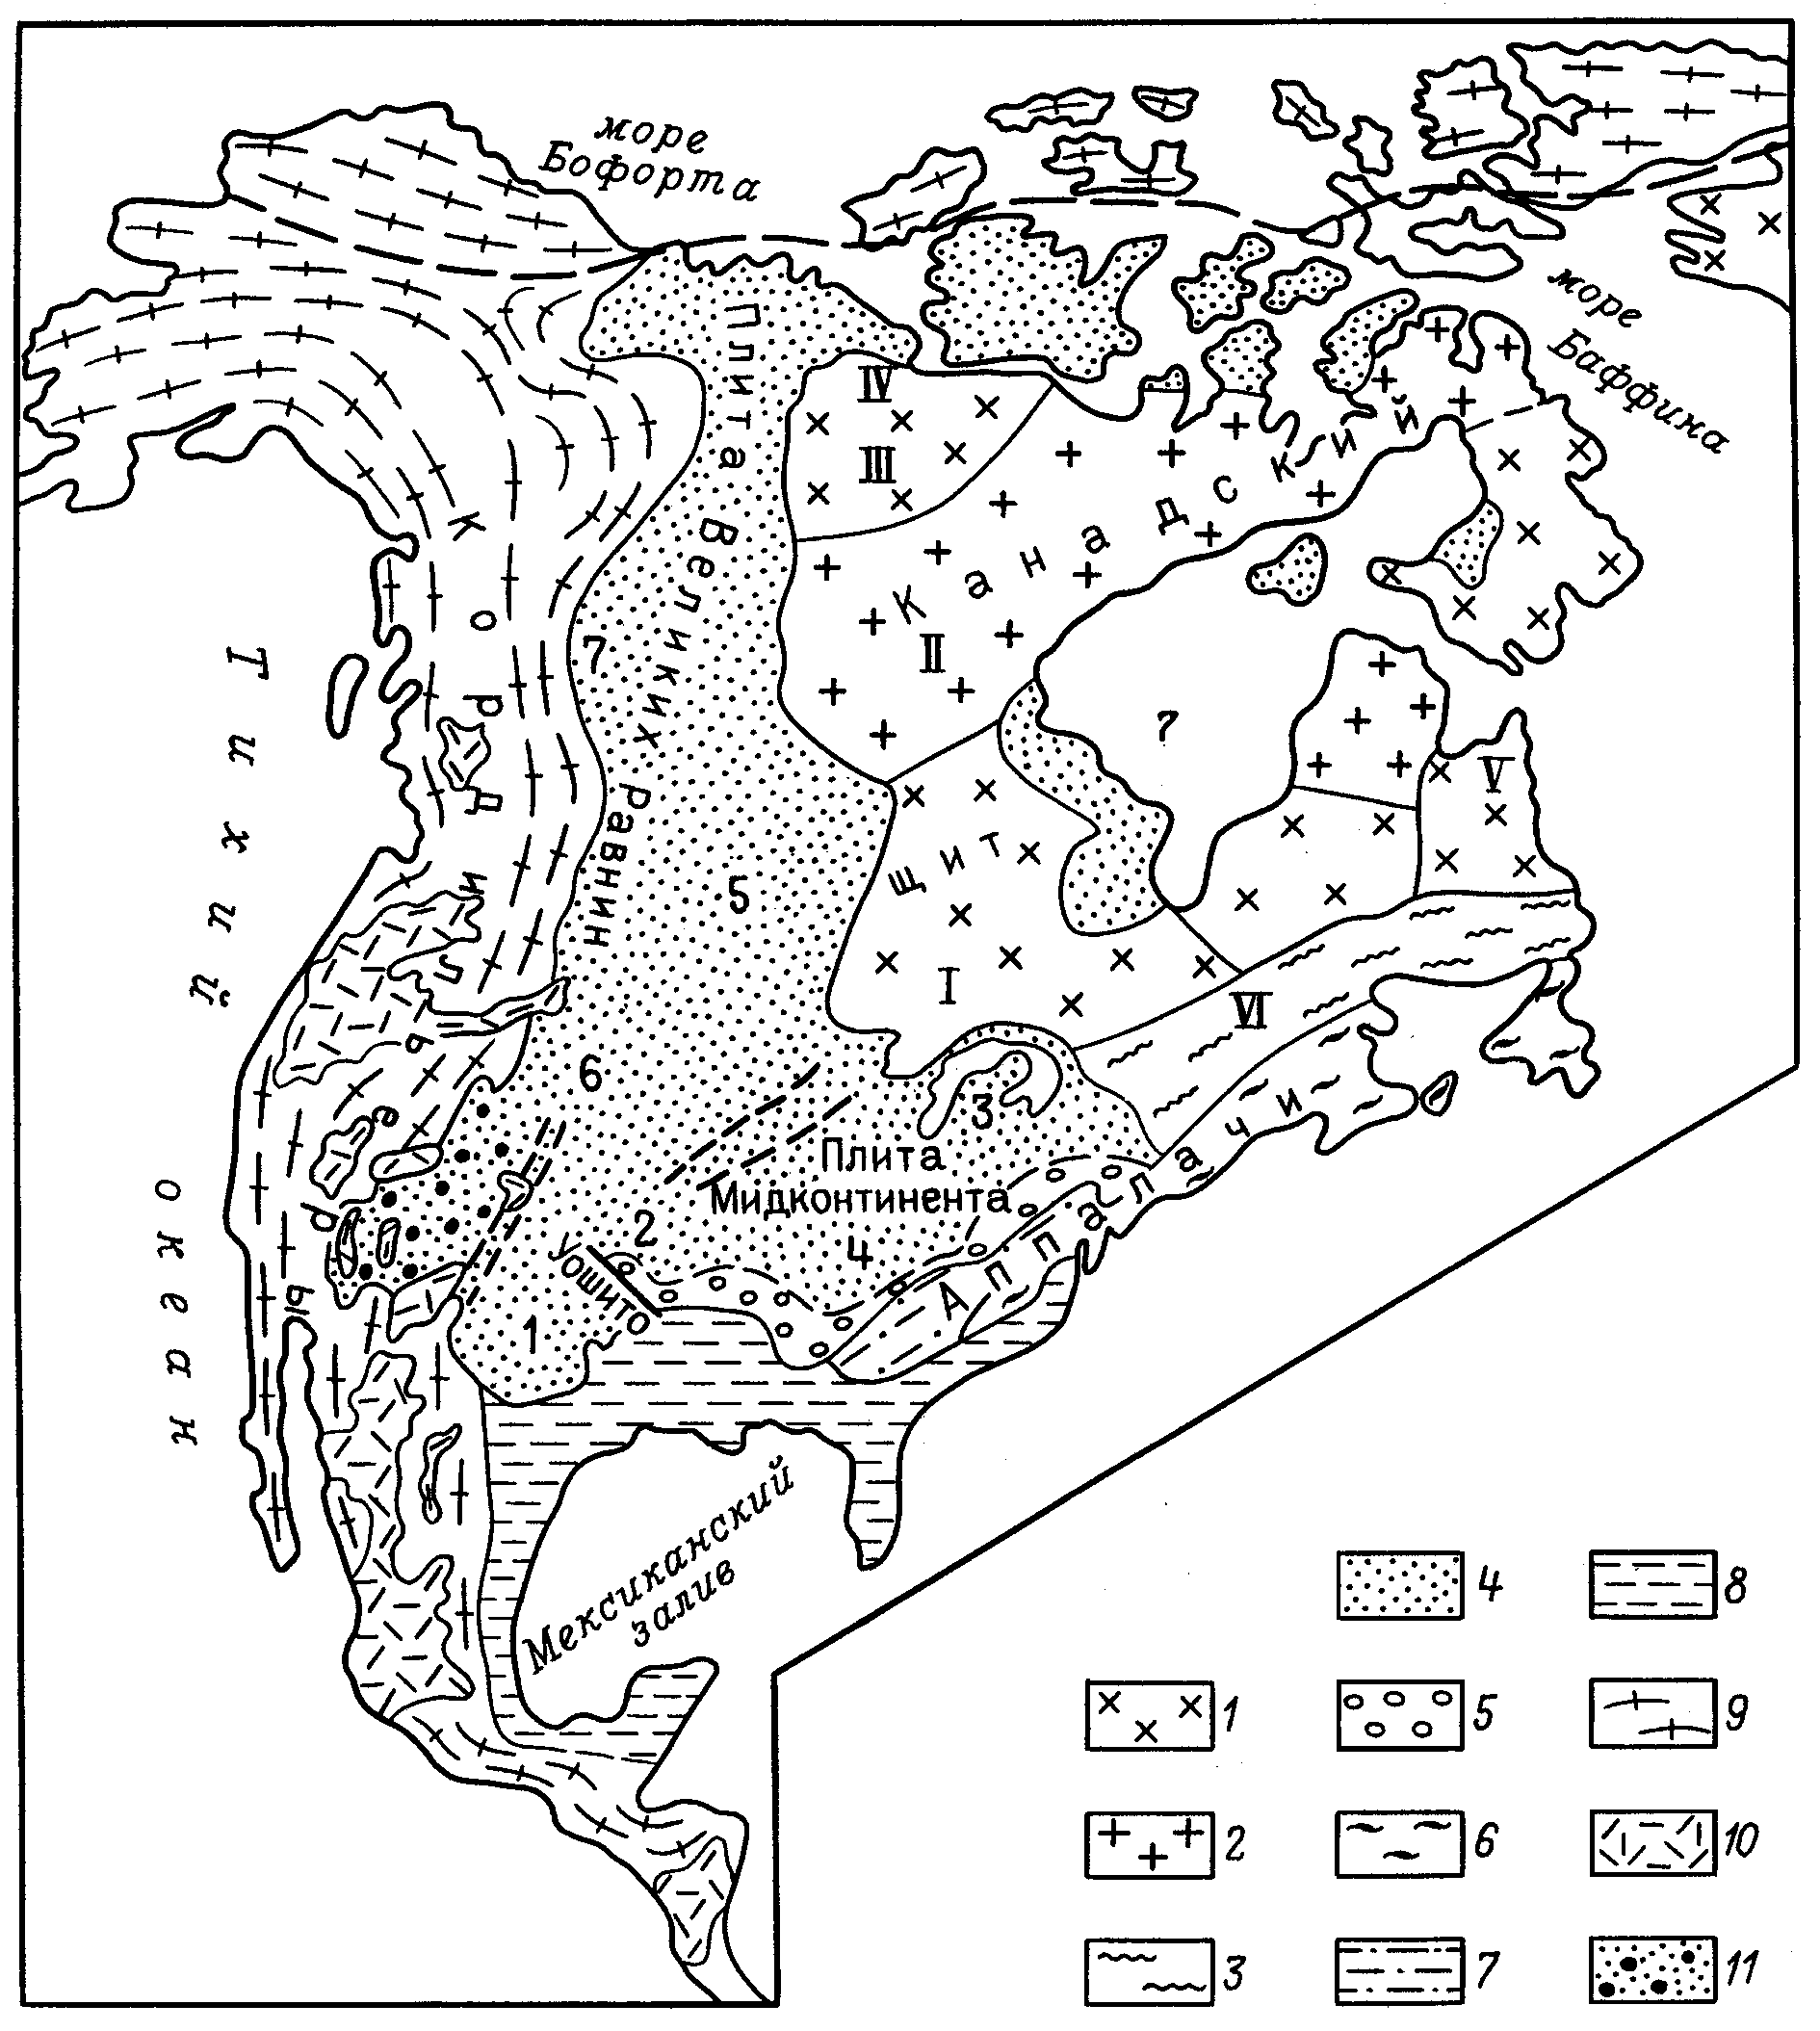 море
Бофорта
море
Баффина
Плита
Великих
равнин
IV
III
Канадский
щит
II
V
I
VI
7
7
5
6
3
2
4
1
Кордильеры
Тихий
океан
Плита
Мидконтинента
Уошито
Аппалачи
Мексиканский
залив
4
8
1
5
9
2
6
10
3
7
11